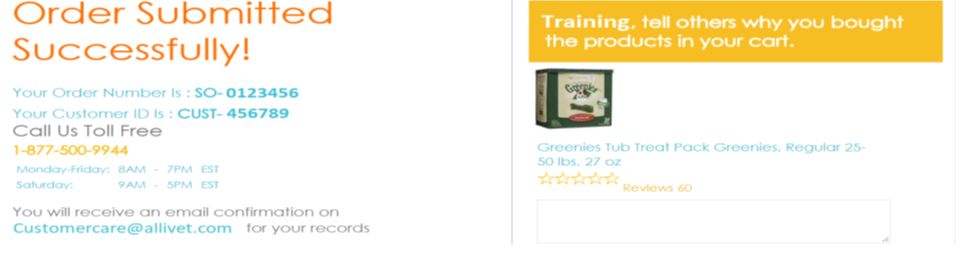 Order Submitted
Successfully!
Your Order Number Is : SO- 0123456
Your Customer ID Is : CUST- 456789
Call Us Toll Free
1-877-500-9944
Monday-Friday: 8AM - 7PM EST
Saturday: 9AM - 5PM EST
You will receive an email confirmation on
Customercare@allivet.com for your records
Training, tell others why you bought
the products in your cart.
Greenies
Greenies Tub Treat Pack Greenies, Regular 25-
50 lbs, 27 oz
Reviews 60